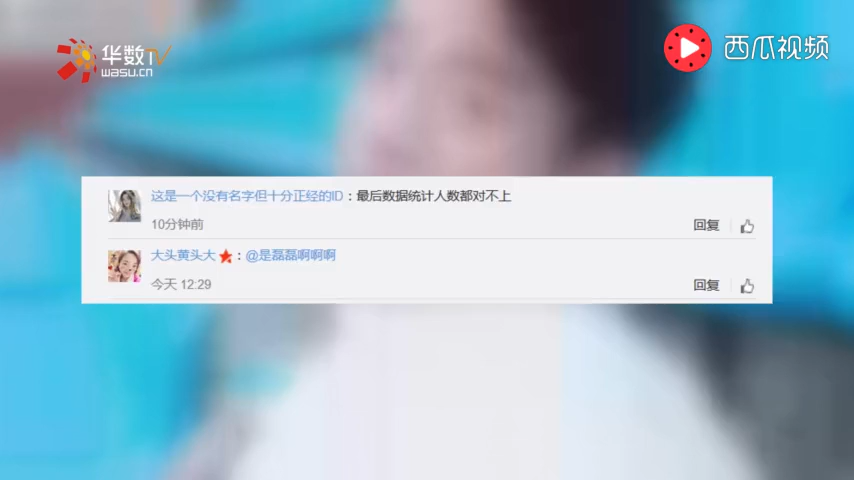 华数TV
wasu.cn
西瓜视频
这是一个没有名字但十分正经的ID：最后数据统计人数都对不上
10分钟前
回复
大头黄头大：@是磊磊啊啊啊
今天 12:29
回复